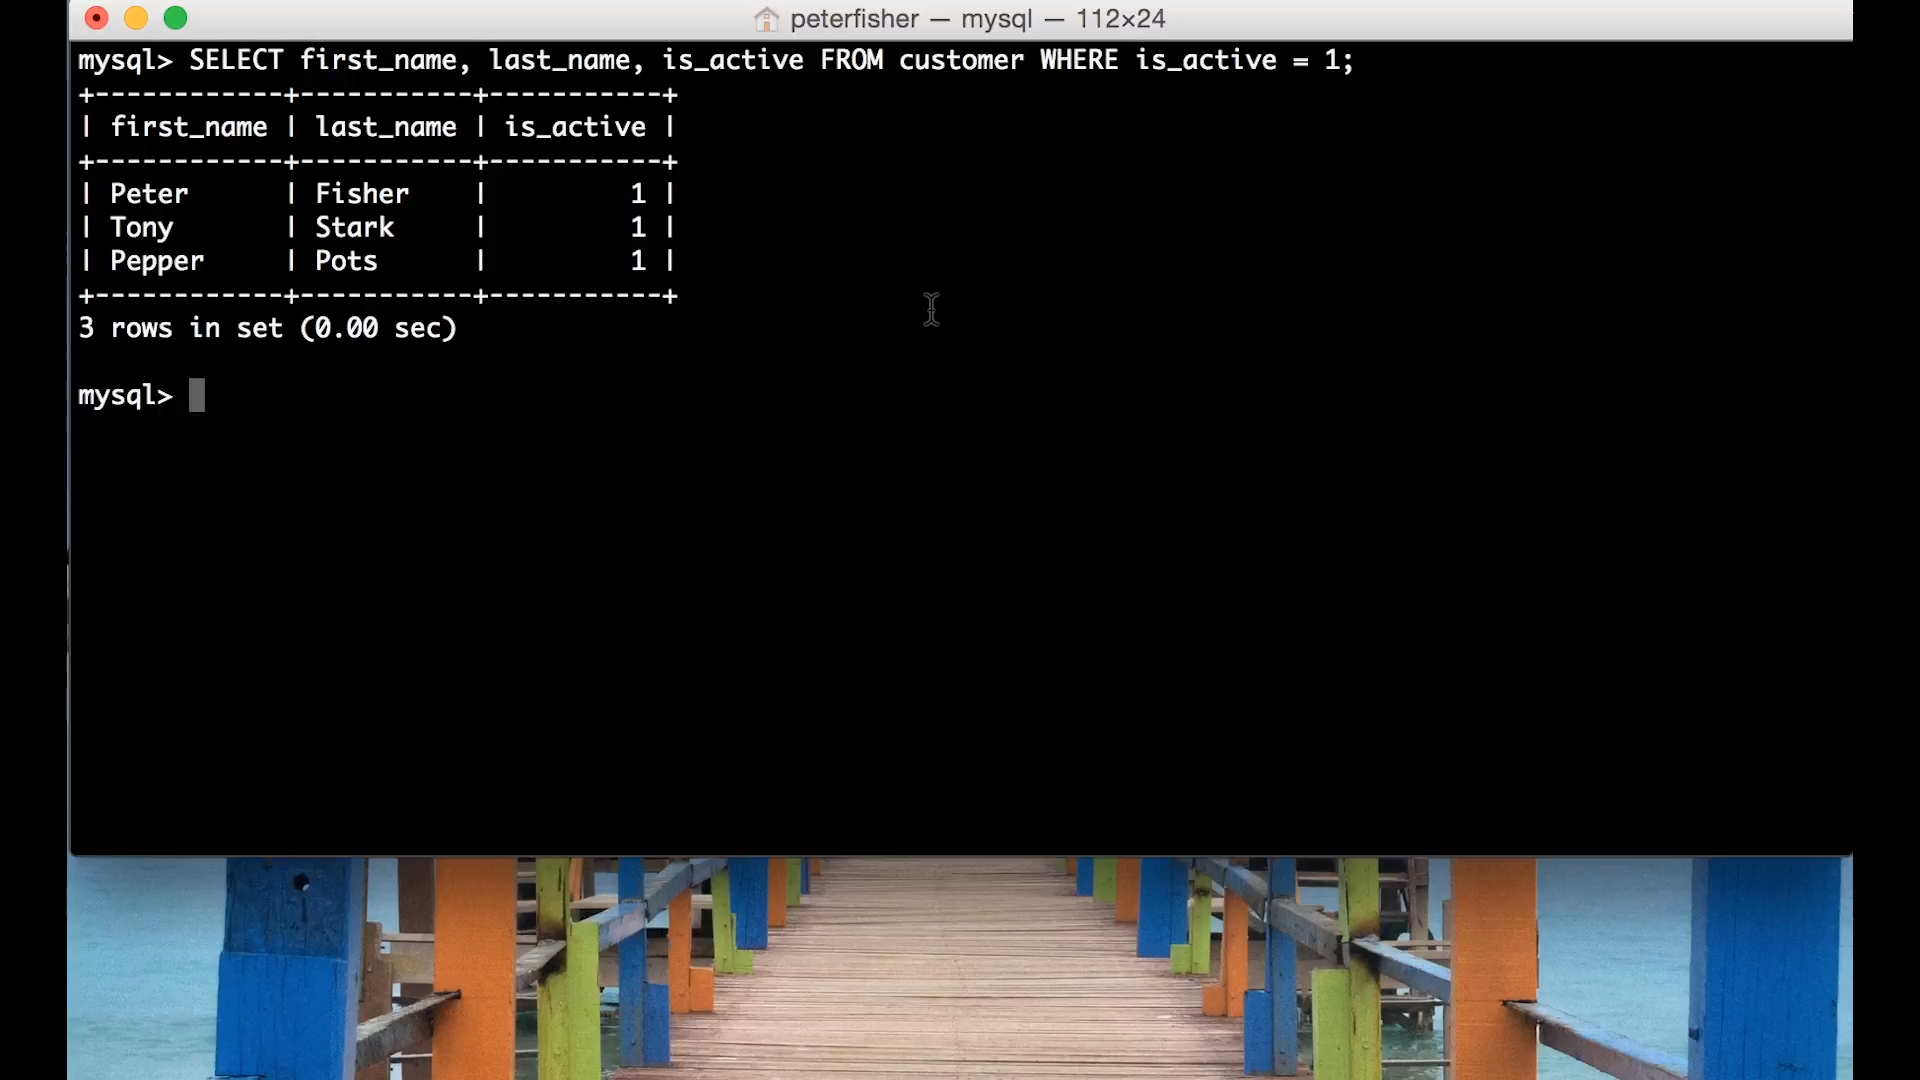 peterfisher — mysql — 112×24
mysql> SELECT first_name, last_name, is_active FROM customer WHERE is_active = 1;
+------------+-----------+-----------+
| first_name | last_name | is_active |
+------------+-----------+-----------+
| Peter      | Fisher    |         1 |
| Tony       | Stark     |         1 |
| Pepper     | Pots      |         1 |
+------------+-----------+-----------+
3 rows in set (0.00 sec)
mysql>